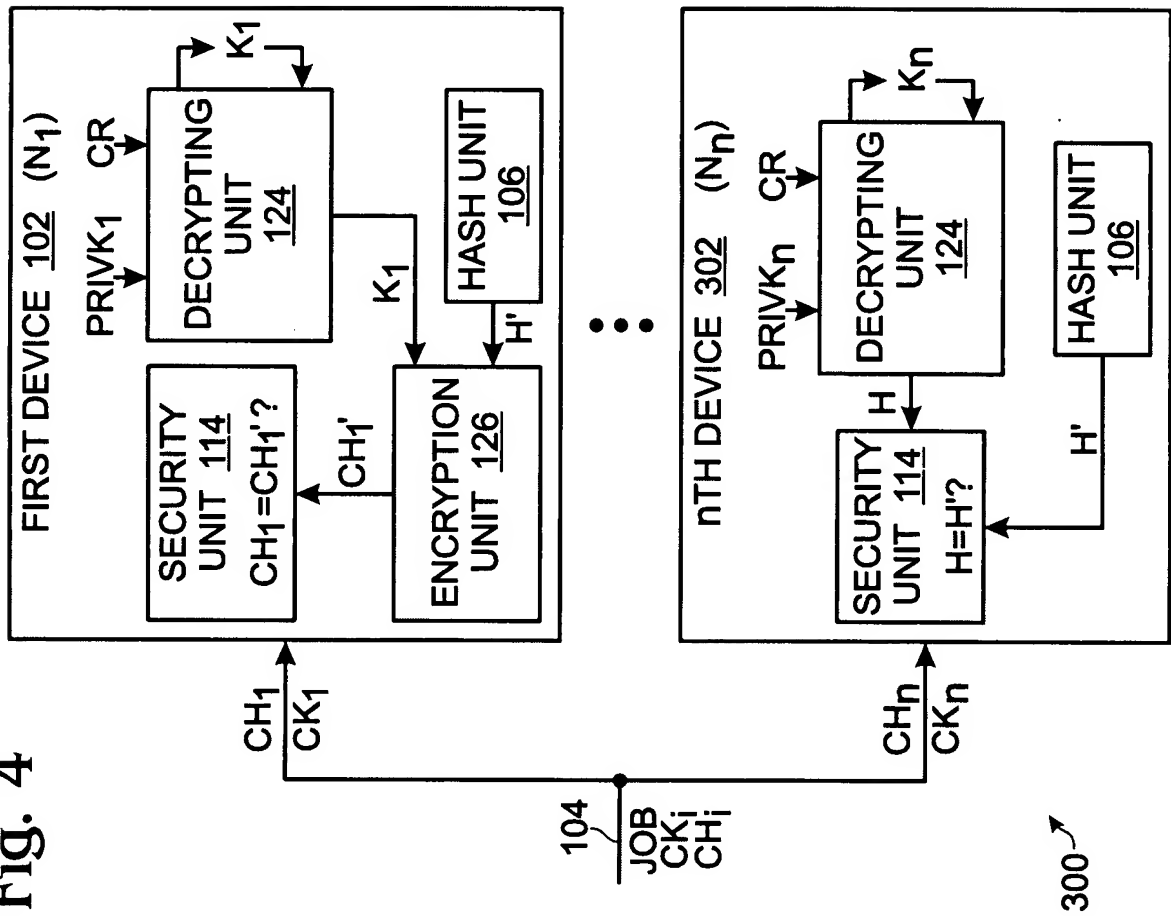 Fig. 4
FIRST DEVICE 102 (N1)
PRIVK1
CR
SECURITY
UNIT 114
CH1=CH1'?
DECRYPTING
UNIT
124
K1
CH1'
K1
ENCRYPTION
UNIT 126
H'
HASH UNIT
106
CH1
CK1
104
JOB
CKi
CHi
CHn
CKn
nTH DEVICE 302 (Nn)
PRIVKn
CR
SECURITY
UNIT 114
H=H'?
H
DECRYPTING
UNIT
124
Kn
H'
HASH UNIT
106
300